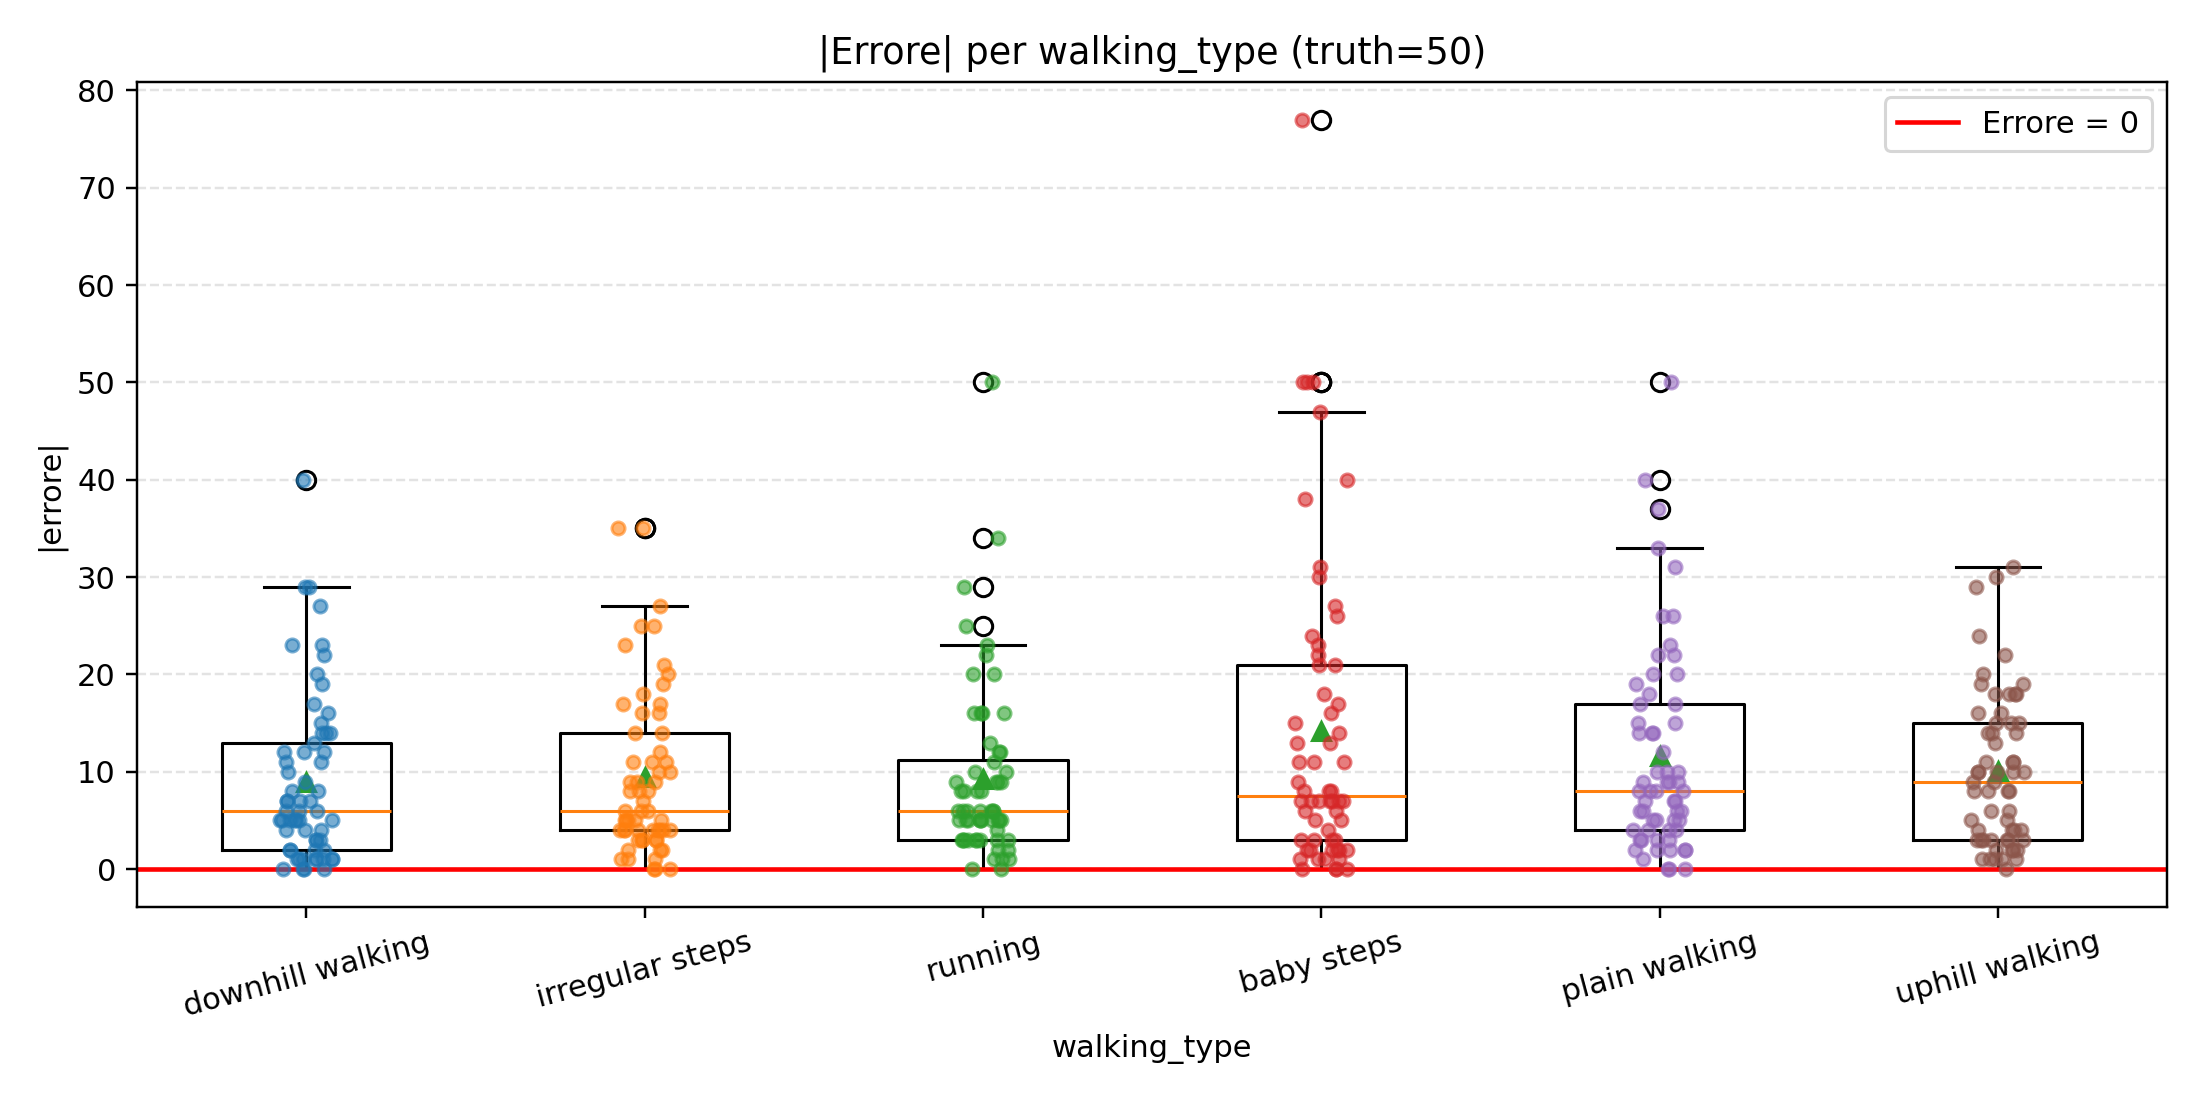 |Errore| per walking_type (truth=50)
Errore = 0
|errore|
80
70
60
50
40
30
20
10
0
downhill walking
irregular steps
running
baby steps
plain walking
uphill walking
walking_type